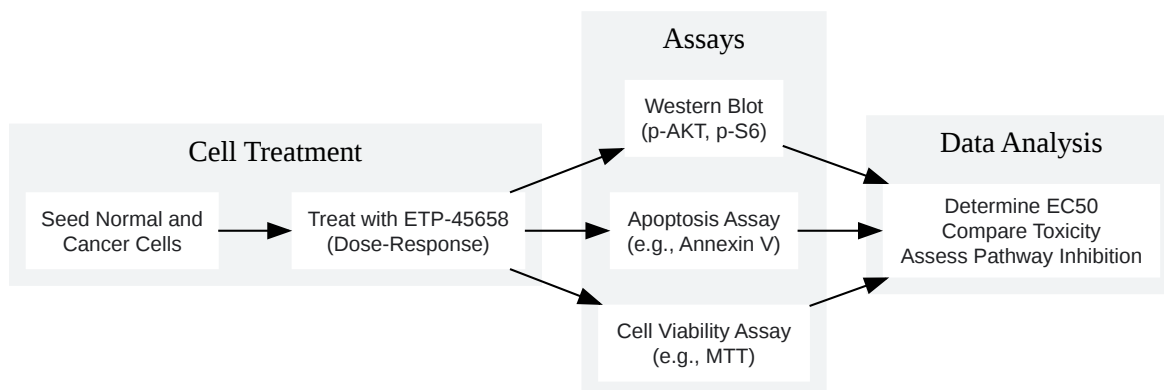 Cell Treatment
Seed Normal and
Cancer Cells
Treat with ETP-45658
(Dose-Response)
Assays
Western Blot
(p-AKT, p-S6)
Apoptosis Assay
(e.g., Annexin V)
Cell Viability Assay
(e.g., MTT)
Data Analysis
Determine EC50
Compare Toxicity
Assess Pathway Inhibition